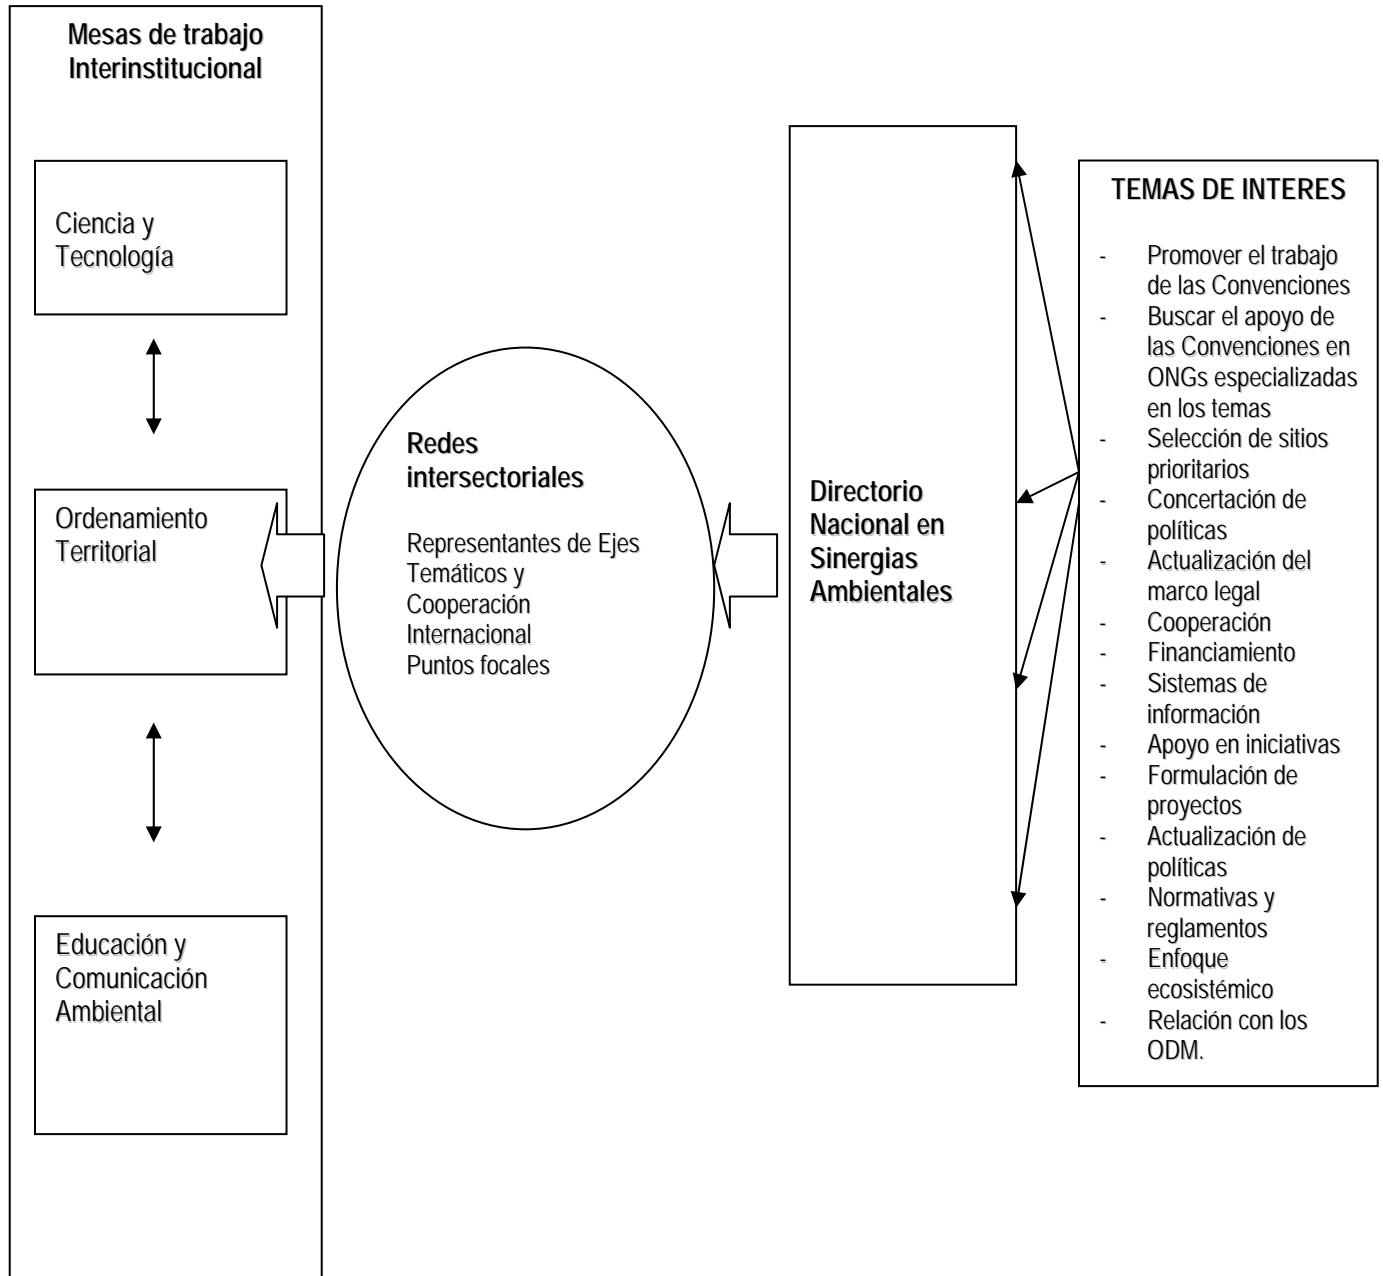 Mesas de trabajo
Interinstitucional
Ciencia y
Tecnología
Ordenamiento
Territorial
Educación y
Comunicación
Ambiental
Redes
intersectoriales
Representantes de Ejes
Temáticos y
Cooperación
Internacional
Puntos focales
Directorio
Nacional en
Sinergias
Ambientales
TEMAS DE INTERES
- Promover el trabajo
de las Convenciones
- Buscar el apoyo de
las Convenciones en
ONGs especializadas
en los temas
- Selección de sitios
prioritarios
- Concertación de
políticas
- Actualización del
marco legal
- Cooperación
- Financiamiento
- Sistemas de
información
- Apoyo en iniciativas
- Formulación de
proyectos
- Actualización de
políticas
- Normativas y
reglamentos
- Enfoque
ecosistémico
- Relación con los
ODM.